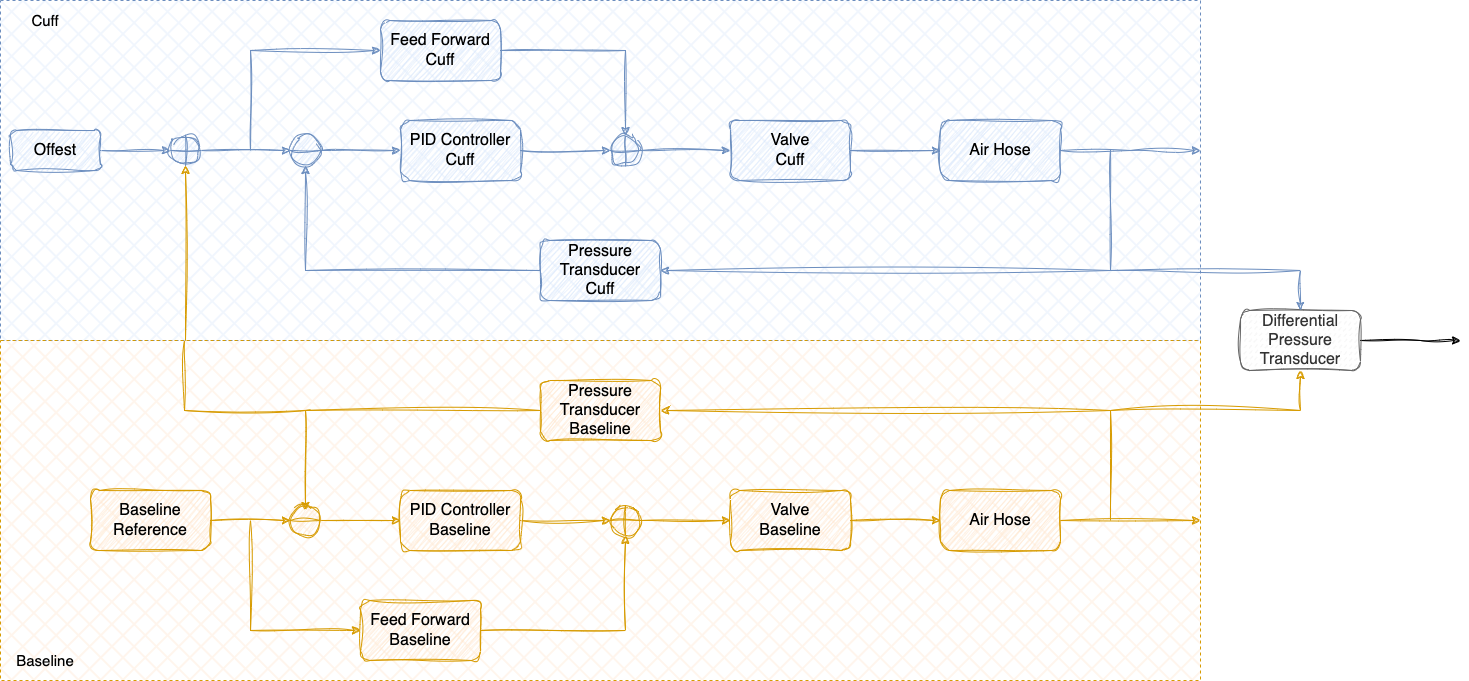 Cuff
Feed Forward
Cuff
Offest
PID Controller
Cuff
Valve
Cuff
Air Hose
Pressure
Transducer
Cuff
Differential
Pressure
Transducer
Pressure
Transducer
Baseline
Baseline
Reference
PID Controller
Baseline
Valve
Baseline
Air Hose
Feed Forward
Baseline
Baseline